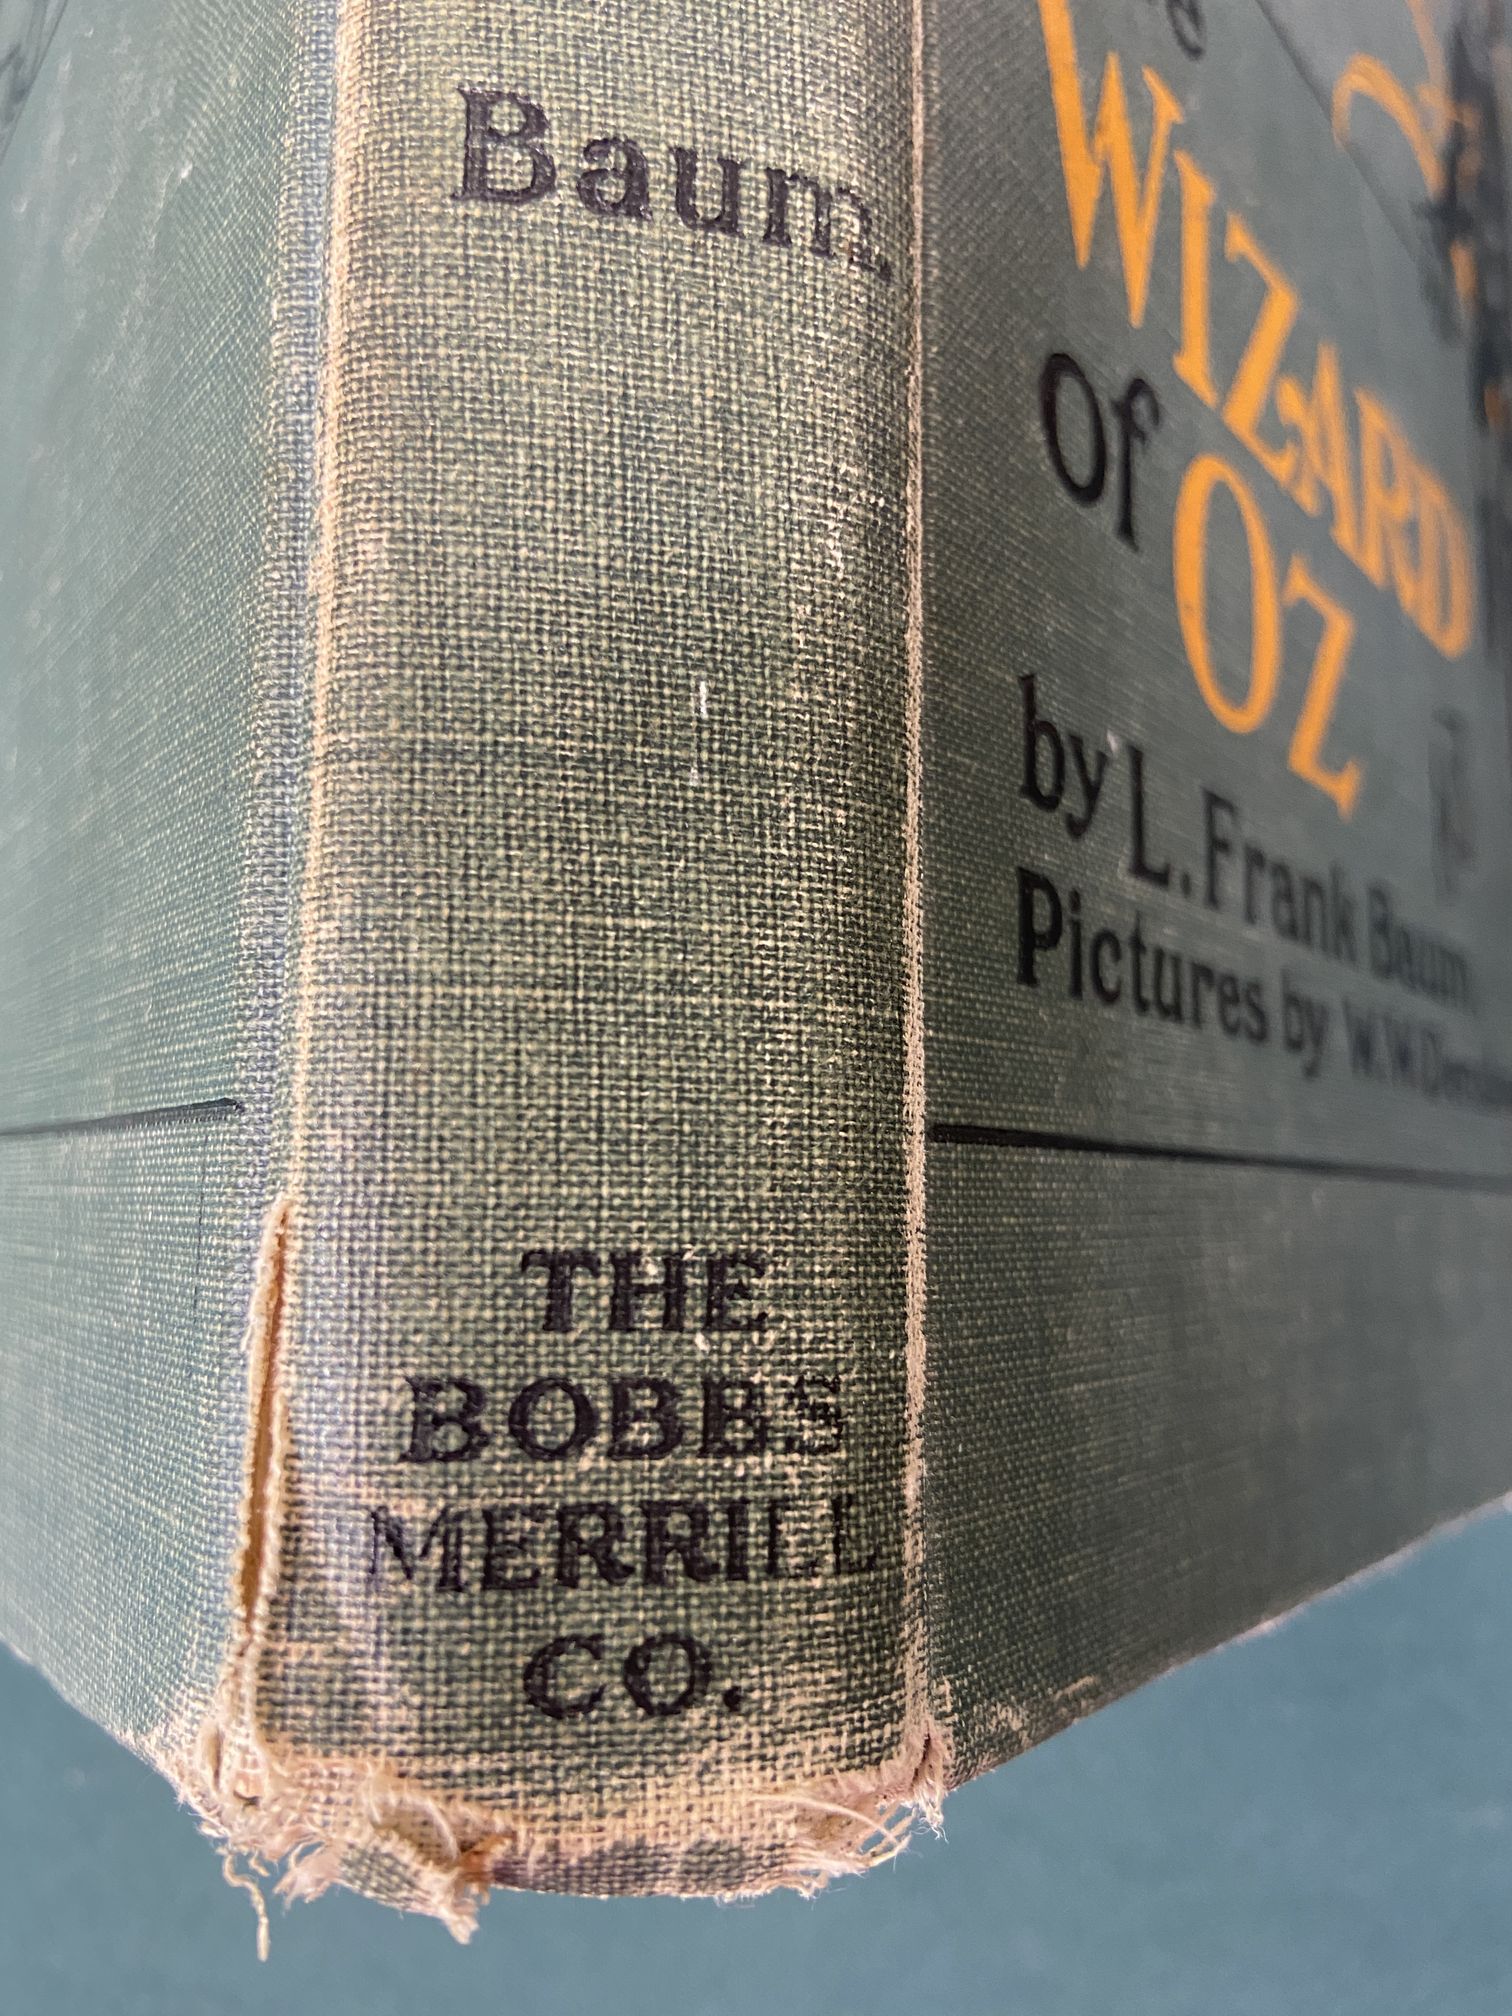 Baum.
THE
BOBBS
MERRILL
CO.
WIZARD
Of
OZ
by L. Frank Baum
Pictures by W.W.